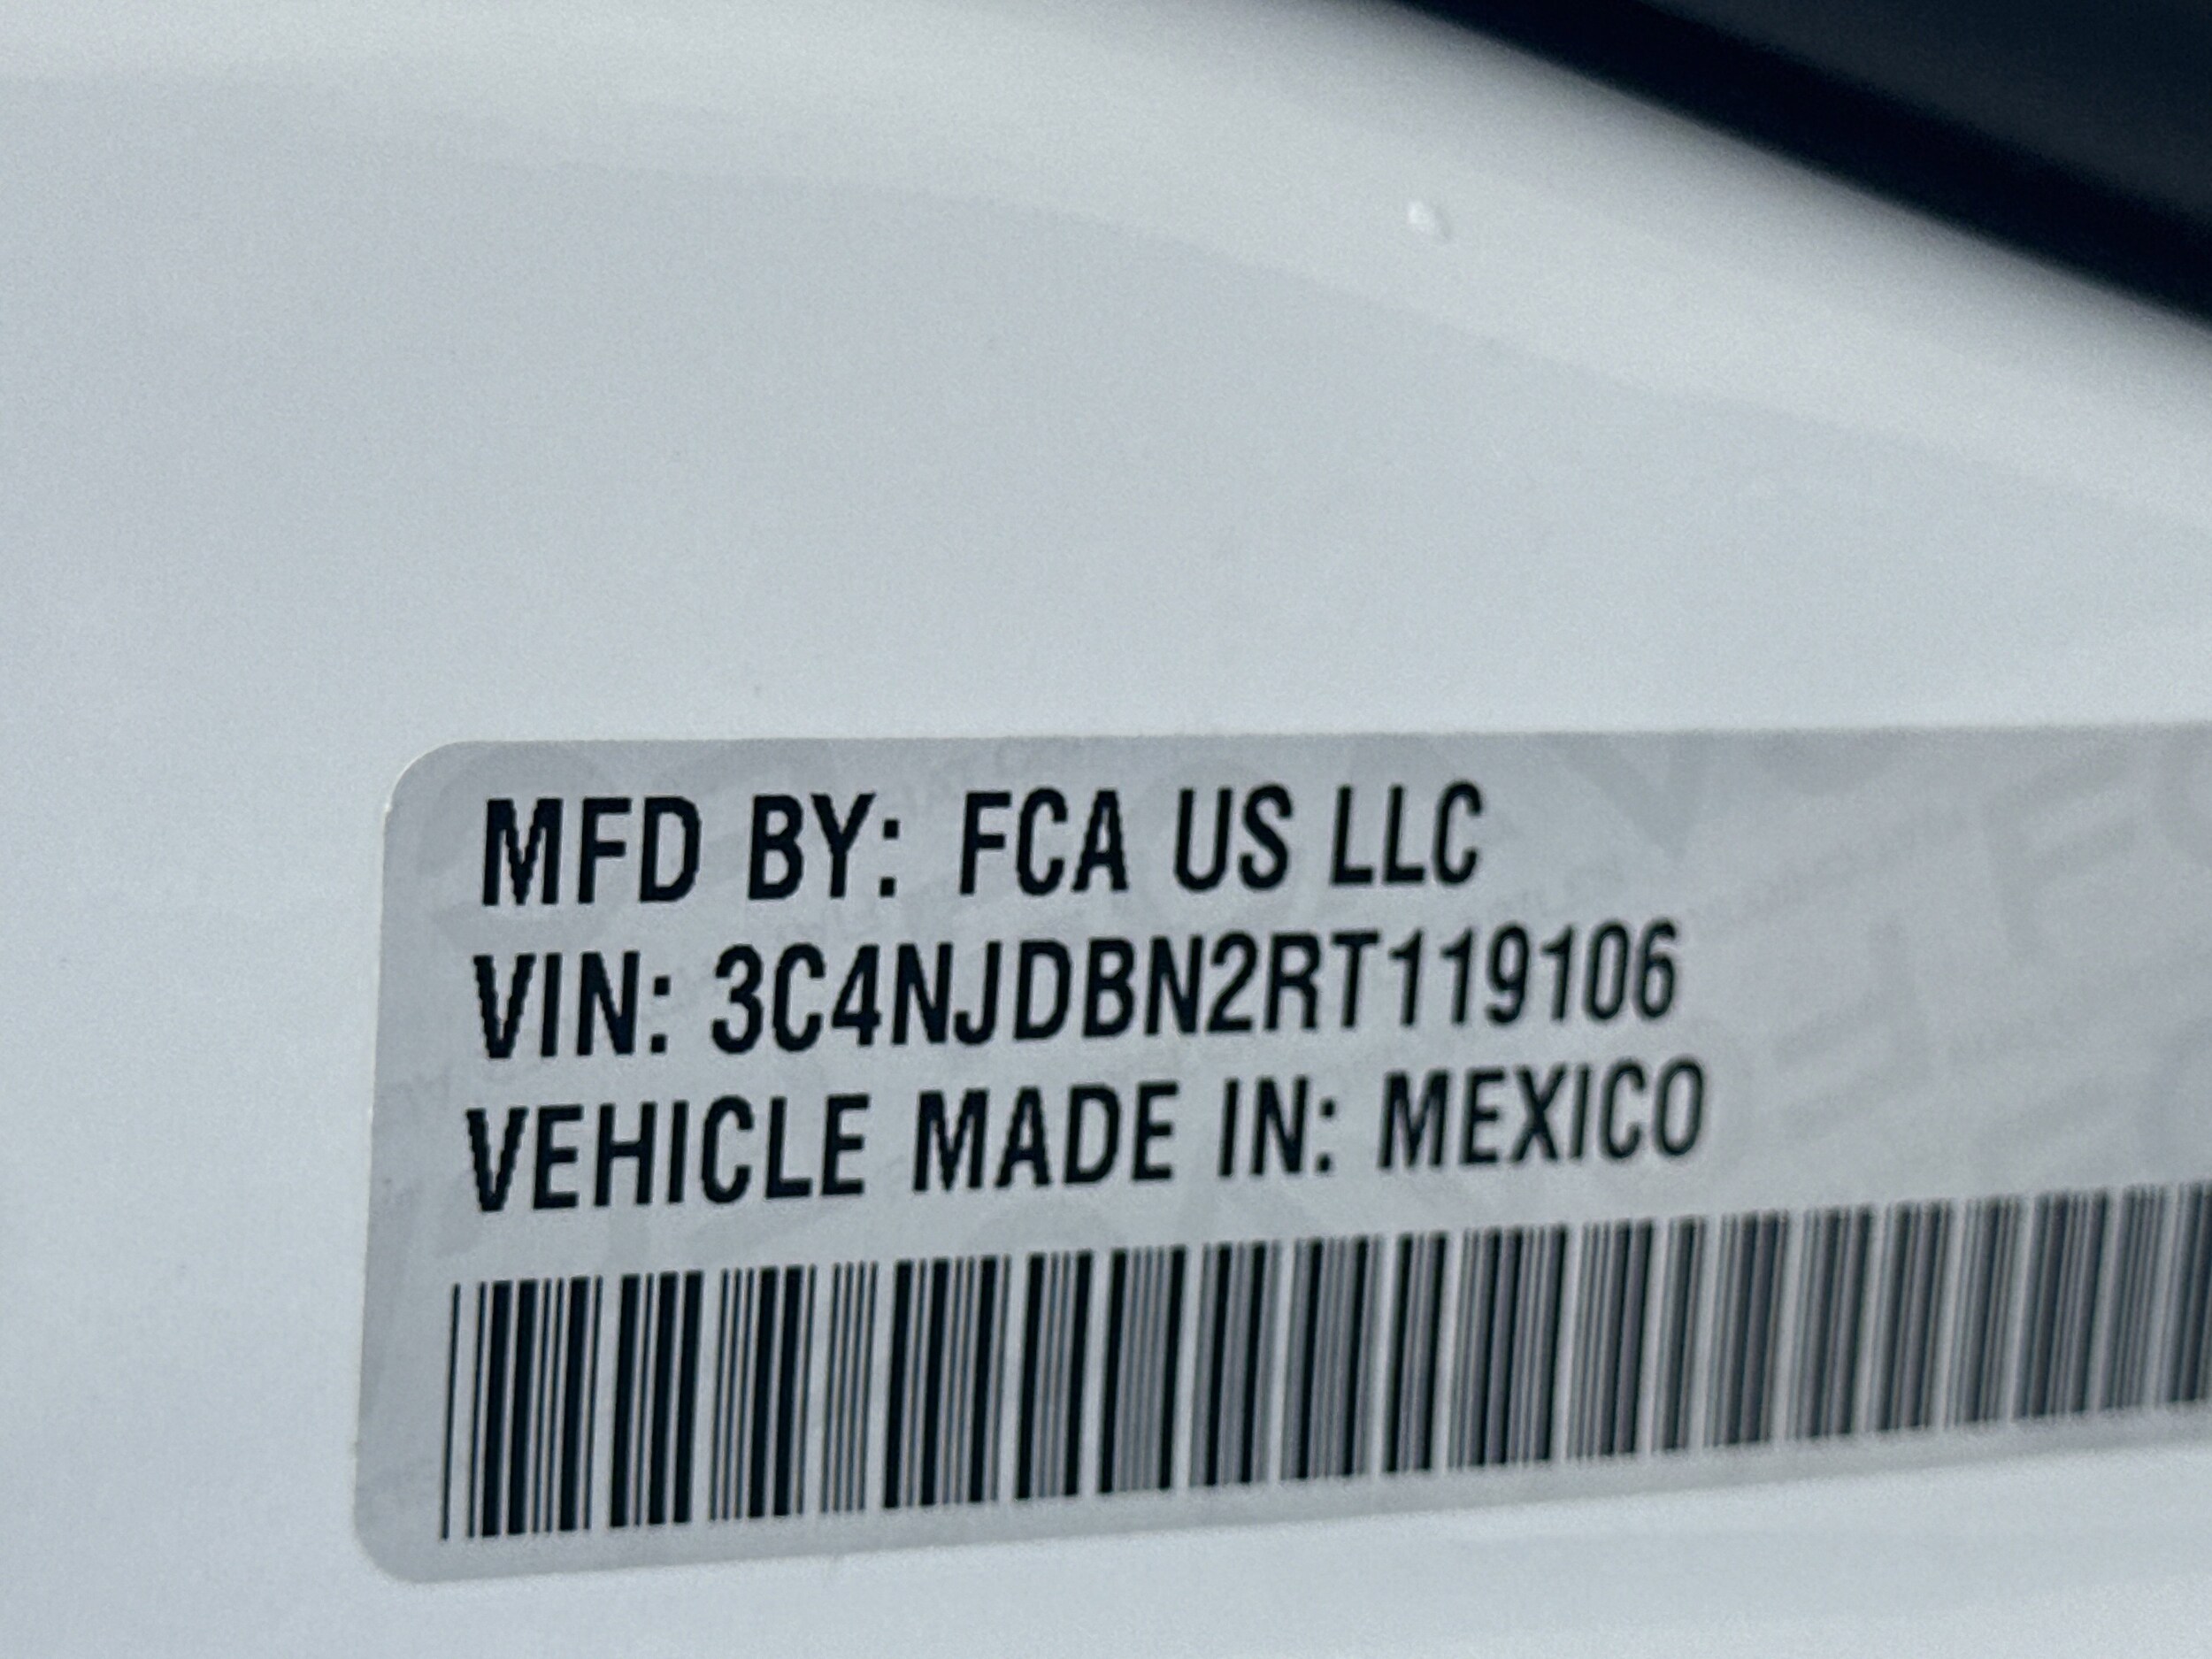 MFD BY: FCA US LLC
VIN: 3C4NJDBN2RT119106
VEHICLE MADE IN: MEXICO